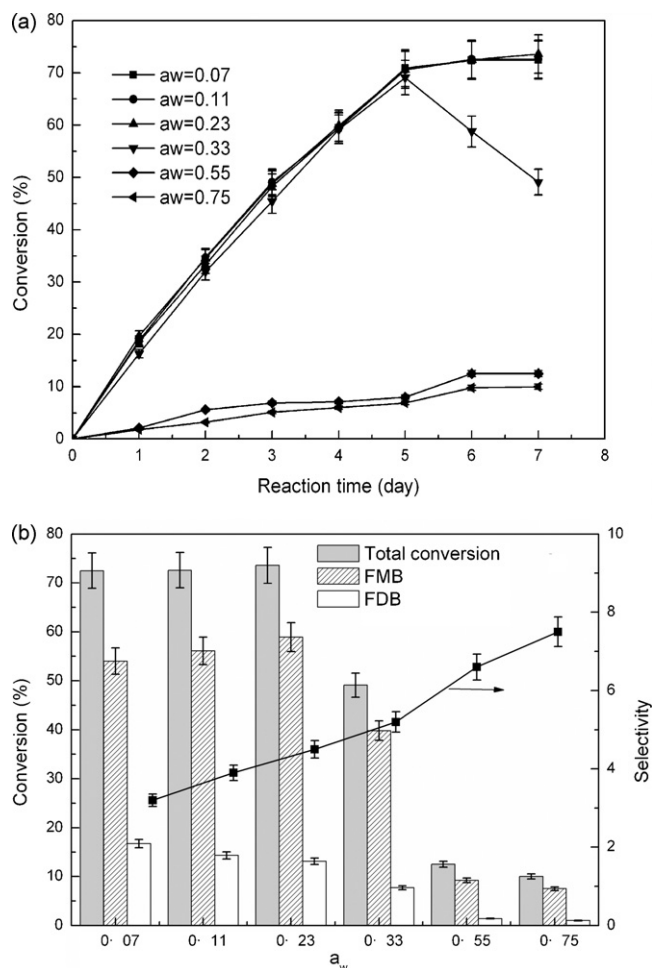 (a)
80
70
60
50
40
30
20
10
0
Conversion (%)
aw=0.07
aw=0.11
aw=0.23
aw=0.33
aw=0.55
aw=0.75
0 1 2 3 4 5 6 7 8
Reaction time (day)
(b)
80
70
60
50
40
30
20
10
0
Conversion (%)
Total conversion
FMB
FDB
10
8
6
4
2
0
Selectivity
0· 07 0· 11 0· 23 0· 33 0· 55 0· 75
aw